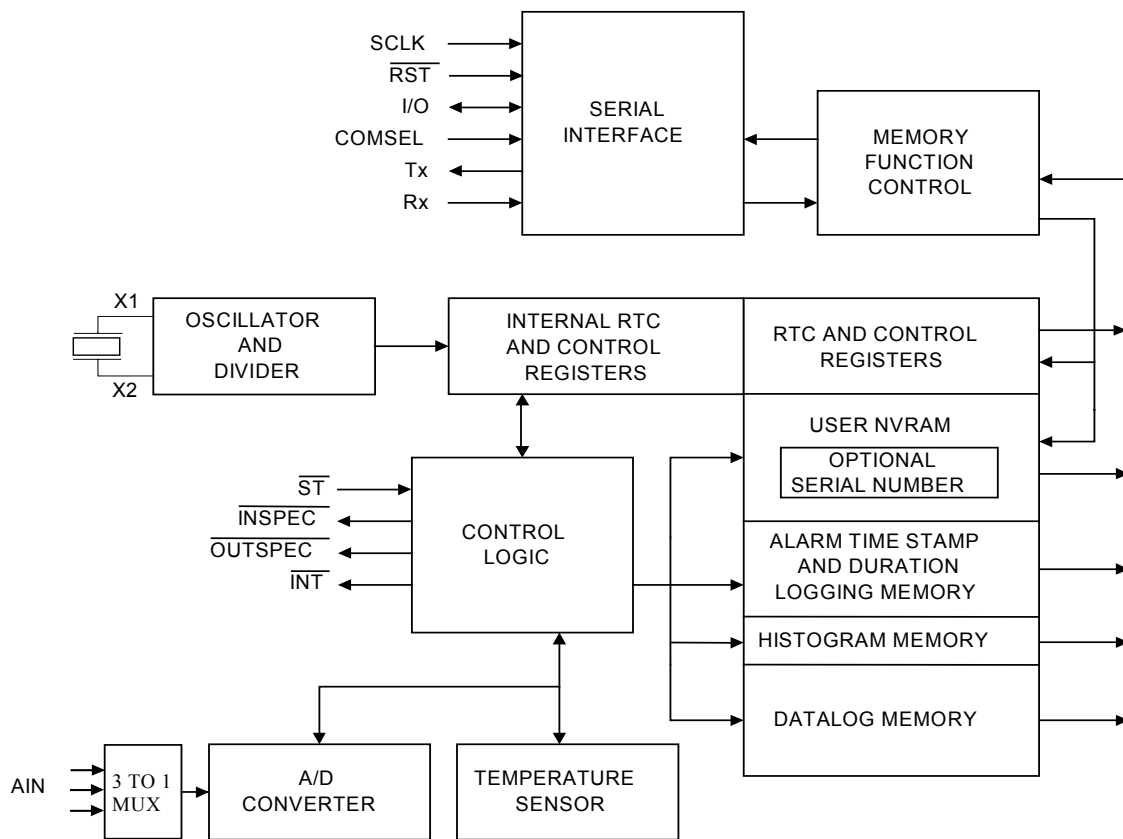 SCLK
RST
I/O
COMSEL
Tx
Rx
SERIAL
INTERFACE
MEMORY
FUNCTION
CONTROL
X1
X2
OSCILLATOR
AND
DIVIDER
INTERNAL RTC
AND CONTROL
REGISTERS
RTC AND CONTROL
REGISTERS
USER NVRAM
OPTIONAL
SERIAL NUMBER
ST
INSPEC
OUTSPEC
INT
CONTROL
LOGIC
ALARM TIME STAMP
AND DURATION
LOGGING MEMORY
HISTOGRAM MEMORY
DATALOG MEMORY
AIN
3 TO 1
MUX
A/D
CONVERTER
TEMPERATURE
SENSOR